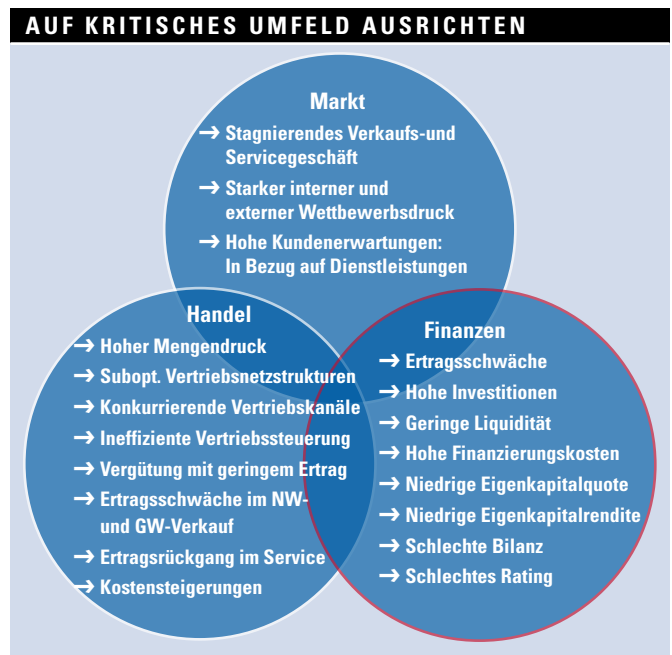 AUF KRITISCHES UMFELD AUSRICHTEN
Markt
→ Stagnierendes Verkaufs-und
Servicegeschäft
→ Starker interner und
externer Wettbewerbsdruck
→ Hohe Kundenerwartungen:
In Bezug auf Dienstleistungen
Handel
→ Hoher Mengendruck
→ Subopt. Vertriebsnetzstrukturen
→ Konkurrierende Vertriebskanäle
→ Ineffiziente Vertriebssteuerung
→ Vergütung mit geringem Ertrag
→ Ertragsschwäche im NW-
und GW-Verkauf
→ Ertragsrückgang im Service
→ Kostensteigerungen
Finanzen
→ Ertragsschwäche
→ Hohe Investitionen
→ Geringe Liquidität
→ Hohe Finanzierungskosten
→ Niedrige Eigenkapitalquote
→ Niedrige Eigenkapitalrendite
→ Schlechte Bilanz
→ Schlechtes Rating